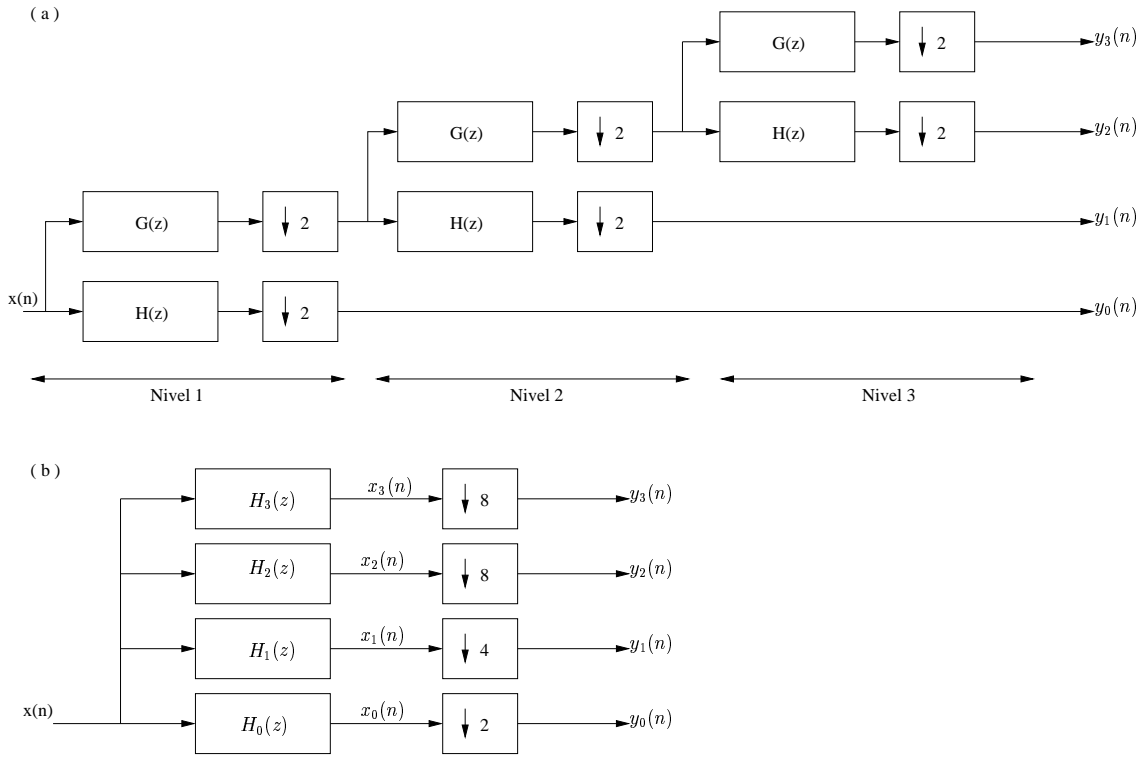 ( a )
G(z) ↓ 2 y₃(n)
G(z) ↓ 2 H(z) ↓ 2 y₂(n)
G(z) ↓ 2 H(z) ↓ 2 y₁(n)
x(n) H(z) ↓ 2 y₀(n)
Nivel 1 Nivel 2 Nivel 3
( b )
H₃(z) x₃(n) ↓ 8 y₃(n)
H₂(z) x₂(n) ↓ 8 y₂(n)
H₁(z) x₁(n) ↓ 4 y₁(n)
x(n) H₀(z) x₀(n) ↓ 2 y₀(n)